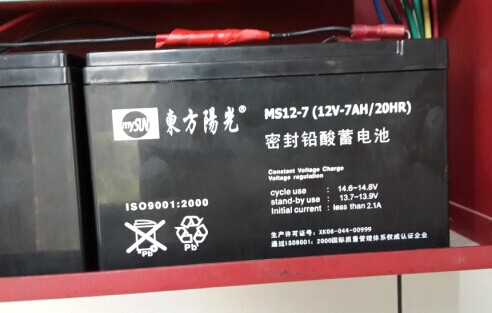 mySUN 東方陽光®
MS12-7 (12V-7AH/20HR)
密封铅酸蓄电池
Constant Voltage Charge
Voltage regulation
cycle use : 14.6~14.8V
stand-by use : 13.7~13.9V
Initial current : less than 2.1A
ISO9001:2000
Pb
Pb
生产许可证号: XK06-044-00999
通过ISO9001: 2000国际质量管理体系权威认证企业